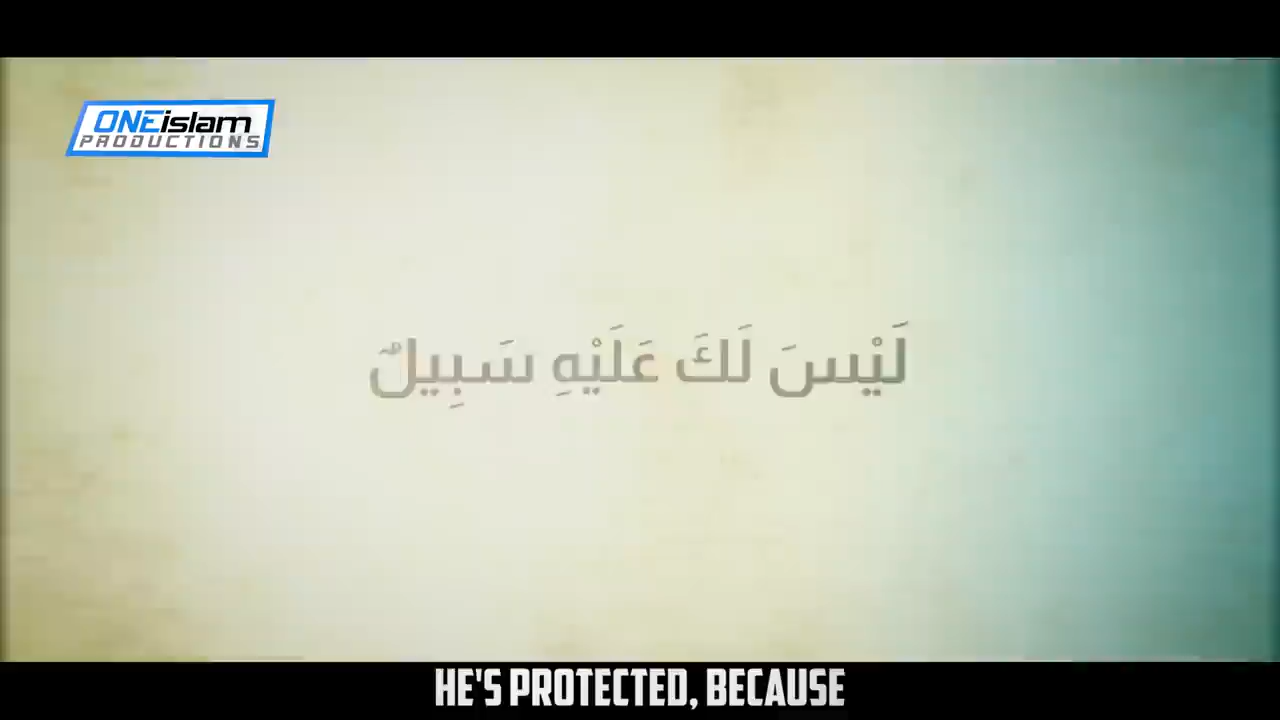 ONEislam
PRODUCTIONS
لَيْسَ لَكَ عَلَيْهِ سَبِيلٌ
HE'S PROTECTED, BECAUSE